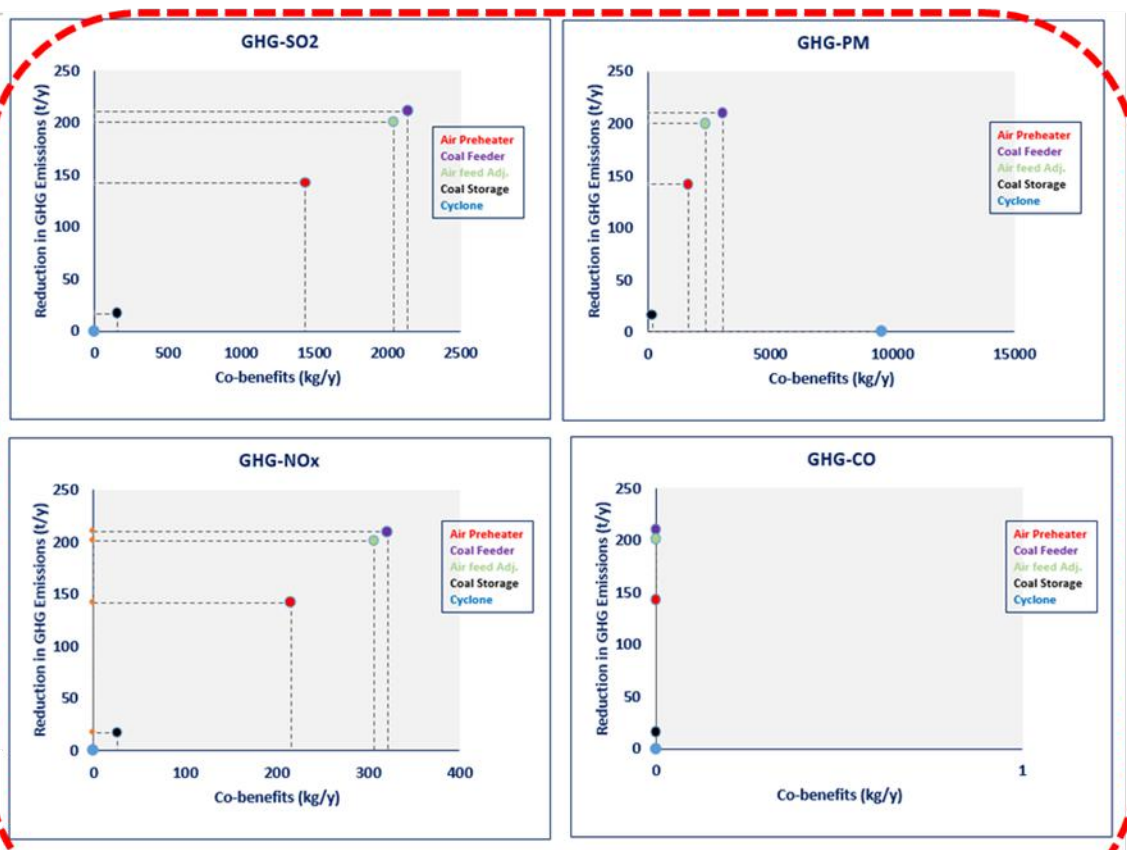 GHG-SO2
Reduction in GHG Emissions (t/y)
250
200
150
100
50
0
0 500 1000 1500 2000 2500
Co-benefits (kg/y)
Air Preheater
Coal Feeder
Air feed Adj.
Coal Storage
Cyclone
GHG-PM
Reduction in GHG Emissions (t/y)
250
200
150
100
50
0
0 5000 10000 15000
Co-benefits (kg/y)
Air Preheater
Coal Feeder
Air feed Adj.
Coal Storage
Cyclone
GHG-NOx
Reduction in GHG Emissions (t/y)
250
200
150
100
50
0
0 100 200 300 400
Co-benefits (kg/y)
Air Preheater
Coal Feeder
Air feed Adj.
Coal Storage
Cyclone
GHG-CO
Reduction in GHG Emissions (t/y)
250
200
150
100
50
0
0 1
Co-benefits (kg/y)
Air Preheater
Coal Feeder
Air feed Adj.
Coal Storage
Cyclone